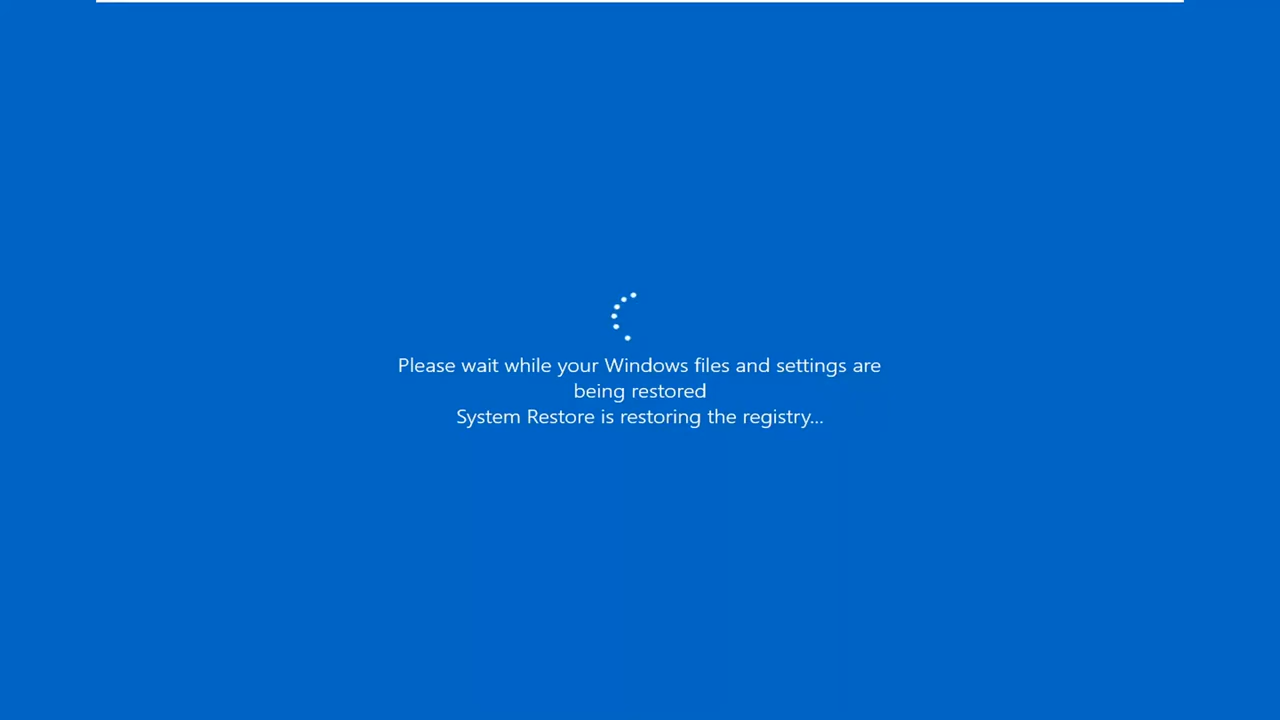 Please wait while your Windows files and settings are
being restored
System Restore is restoring the registry...